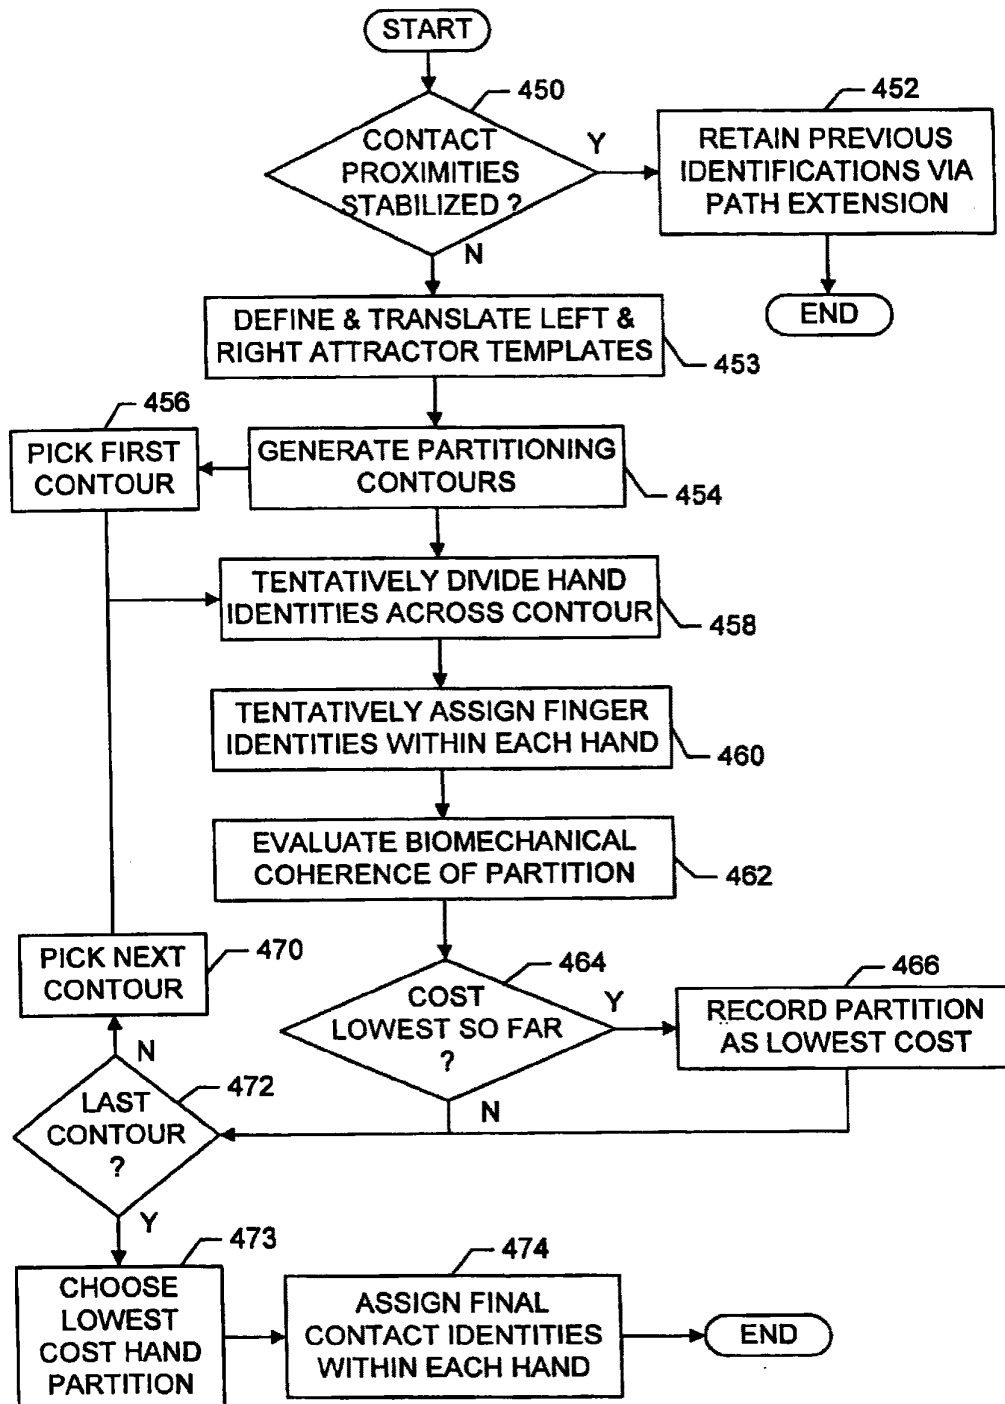 START
450
CONTACT
PROXIMITIES
STABILIZED ?
Y
N
452
RETAIN PREVIOUS
IDENTIFICATIONS VIA
PATH EXTENSION
END
DEFINE & TRANSLATE LEFT &
RIGHT ATTRACTOR TEMPLATES
453
456
PICK FIRST
CONTOUR
GENERATE PARTITIONING
CONTOURS
454
TENTATIVELY DIVIDE HAND
IDENTITIES ACROSS CONTOUR
458
TENTATIVELY ASSIGN FINGER
IDENTITIES WITHIN EACH HAND
460
EVALUATE BIOMECHANICAL
COHERENCE OF PARTITION
462
PICK NEXT
CONTOUR
470
464
COST
LOWEST SO FAR
?
Y
N
466
RECORD PARTITION
AS LOWEST COST
N
472
LAST
CONTOUR
?
Y
473
CHOOSE
LOWEST
COST HAND
PARTITION
474
ASSIGN FINAL
CONTACT IDENTITIES
WITHIN EACH HAND
END